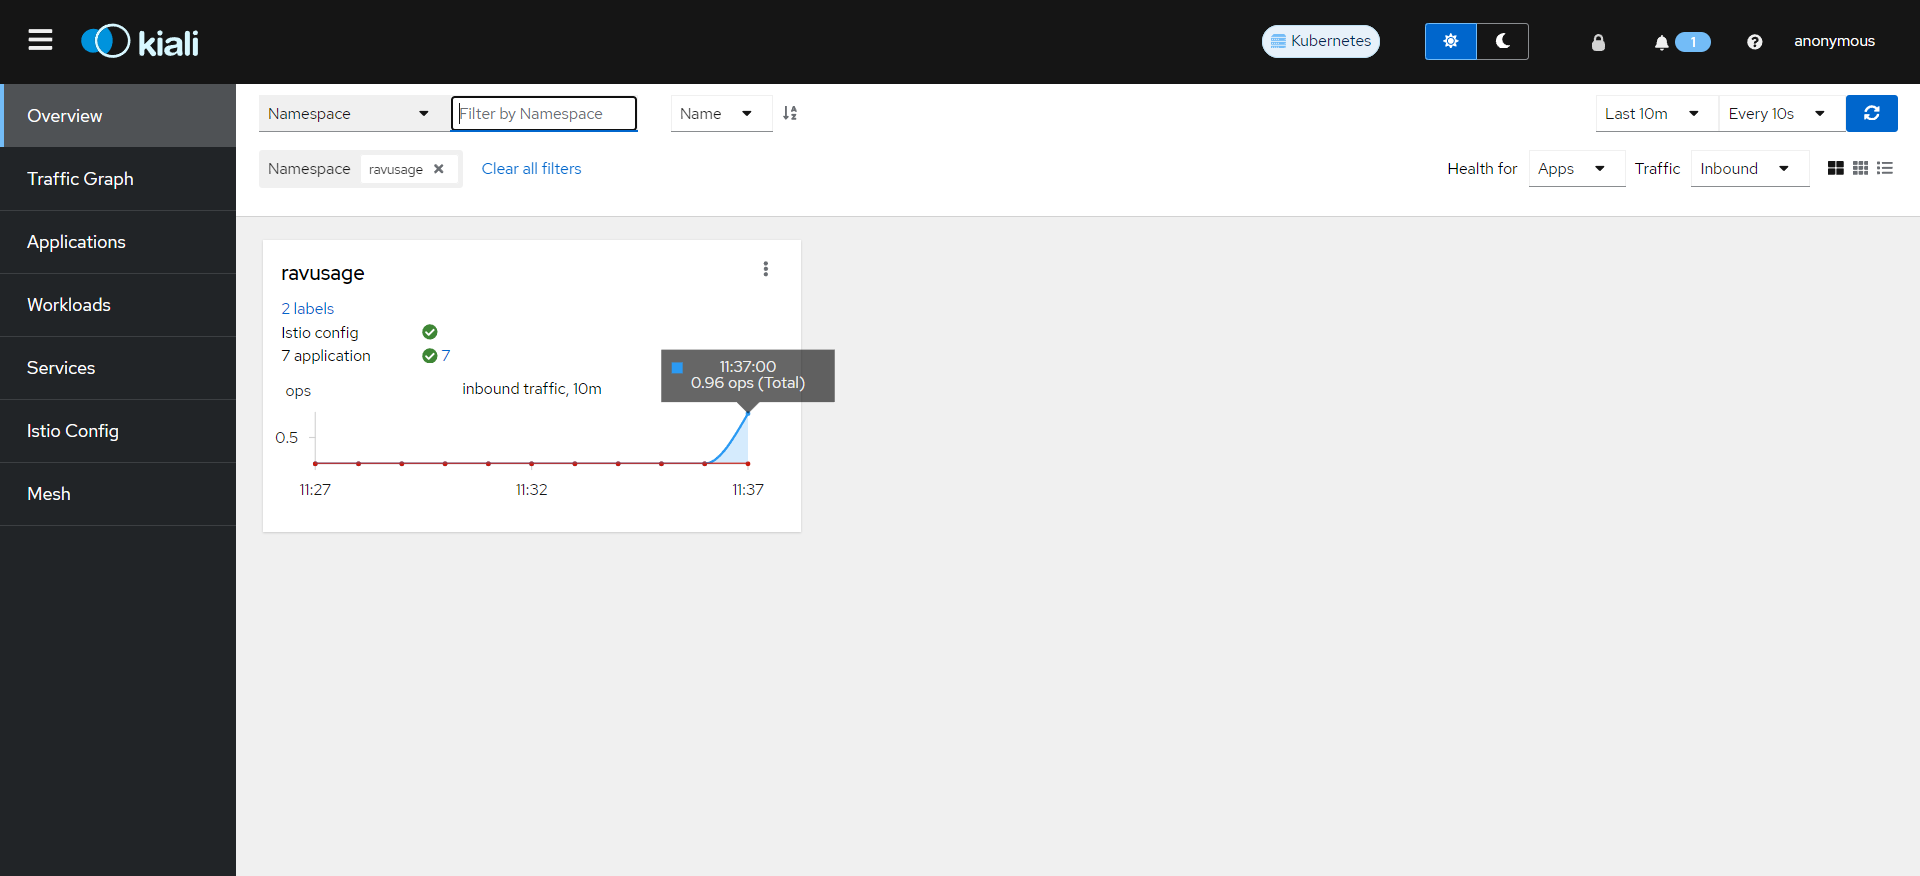 kiali
Kubernetes
1
anonymous
Overview
Traffic Graph
Applications
Workloads
Services
Istio Config
Mesh
Namespace
Filter by Namespace
Name
Last 10m
Every 10s
Namespace ravusage
Clear all filters
Health for
Apps
Traffic
Inbound
ravusage
2 labels
Istio config
7 application 7
11:37:00
0.96 ops (Total)
ops
inbound traffic, 10m
0.5
11:27 11:32 11:37